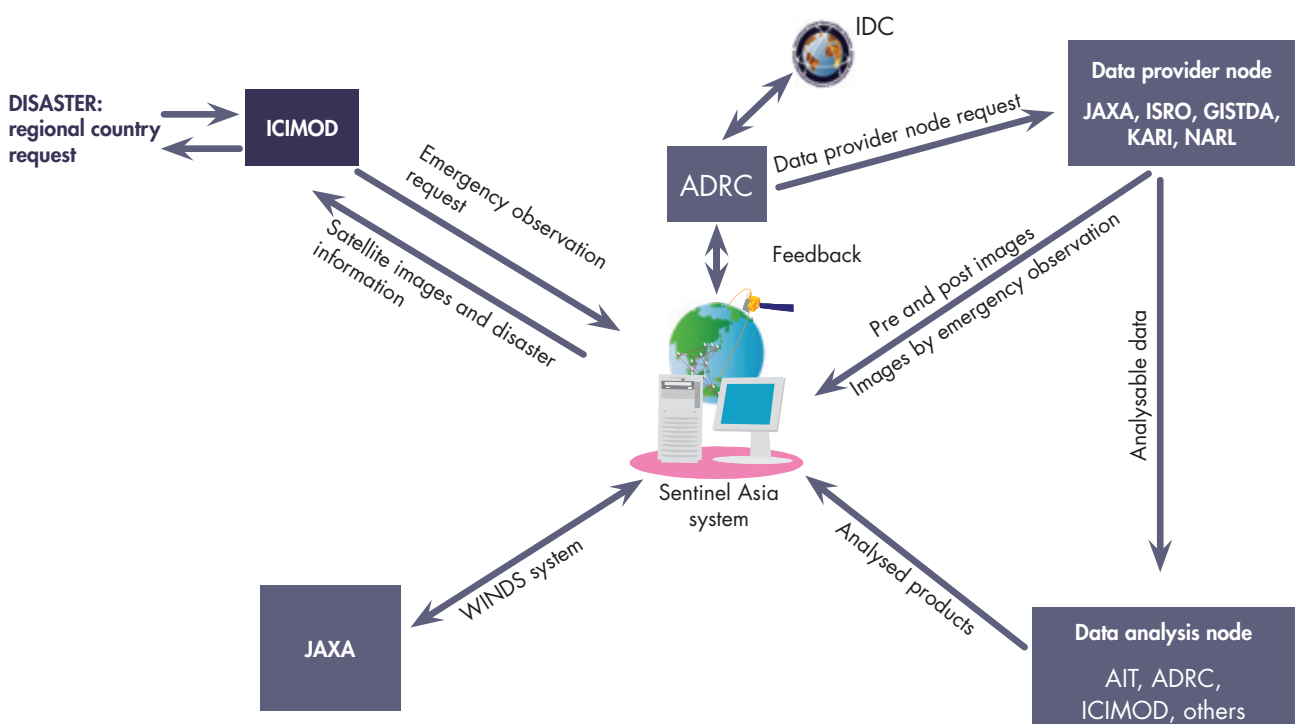 IDC
DISASTER:
regional country
request
ICIMOD
Emergency observation
request
Satellite images and disaster
information
ADRC
Data provider node request
Data provider node
JAXA, ISRO, GISTDA,
KARI, NARL
Feedback
Pre and post images
Images by emergency observation
Analysable data
Sentinel Asia
system
WINDS system
Analysed products
JAXA
Data analysis node
AIT, ADRC,
ICIMOD, others